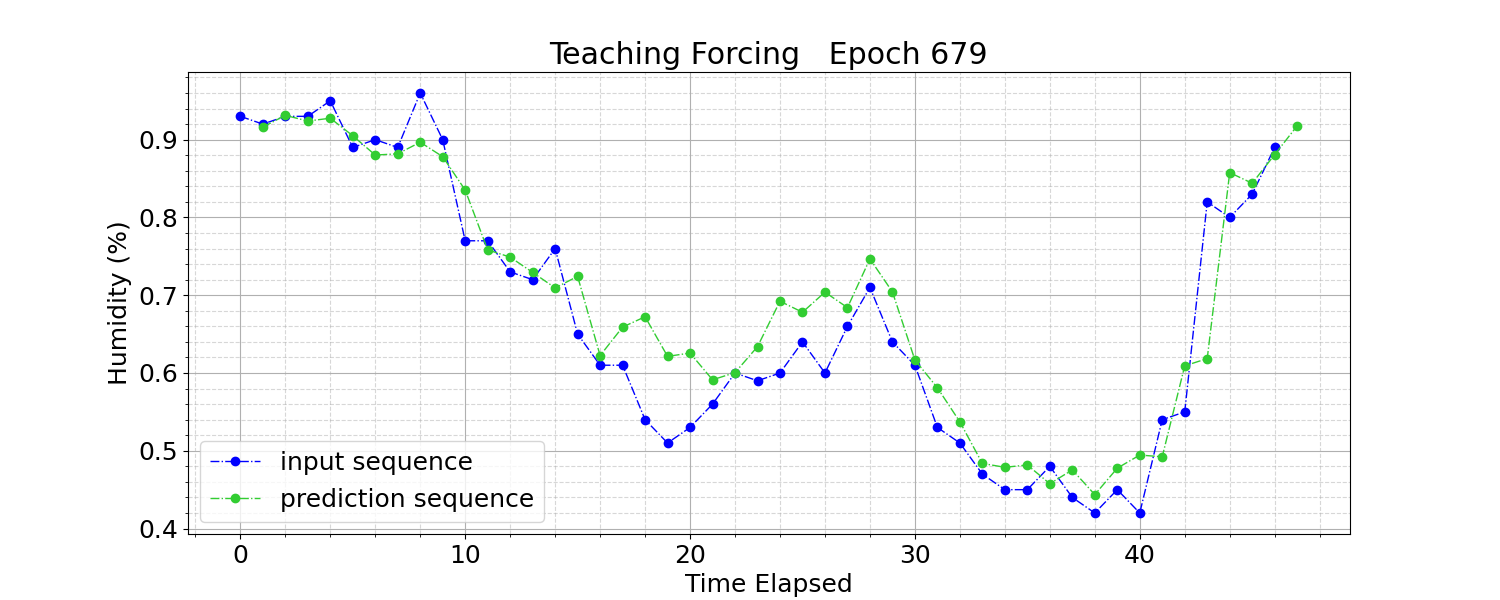 Teaching Forcing   Epoch 679
Humidity (%)
0.9
0.8
0.7
0.6
0.5
0.4
input sequence
prediction sequence
0 10 20 30 40
Time Elapsed